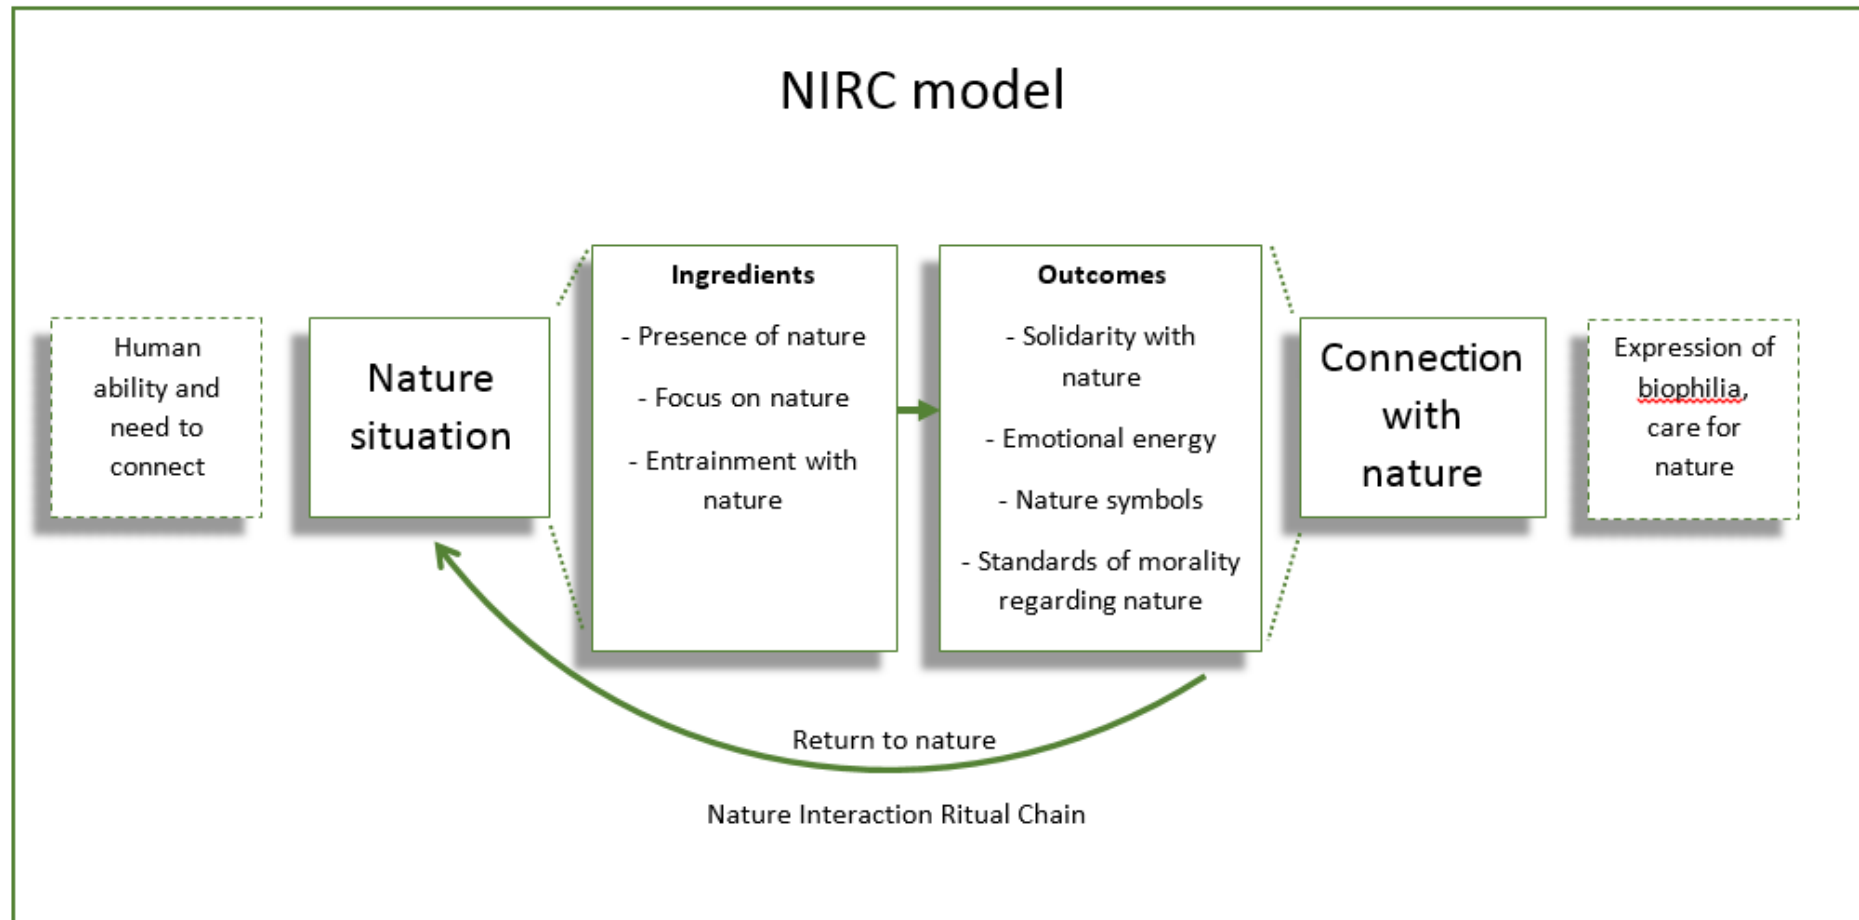 NIRC model
Human
ability and
need to
connect
Nature
situation
Ingredients
- Presence of nature
- Focus on nature
- Entrainment with
nature
Outcomes
- Solidarity with
nature
- Emotional energy
- Nature symbols
- Standards of morality
regarding nature
Connection
with
nature
Expression of
biophilia,
care for
nature
Return to nature
Nature Interaction Ritual Chain